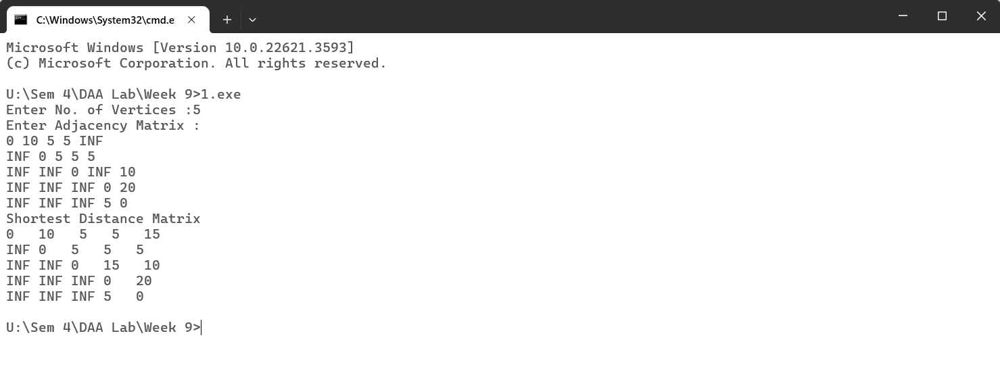 C:\Windows\System32\cmd.e
Microsoft Windows [Version 10.0.22621.3593]
(c) Microsoft Corporation. All rights reserved.
U:\Sem 4\DAA Lab\Week 9>1.exe
Enter No. of Vertices :5
Enter Adjacency Matrix :
0 10 5 5 INF
INF 0 5 5 5
INF INF 0 INF 10
INF INF INF 0 20
INF INF INF 5 0
Shortest Distance Matrix
0   10   5   5   15
INF 0   5   5   5
INF INF 0   15   10
INF INF INF 0   20
INF INF INF 5   0
U:\Sem 4\DAA Lab\Week 9>